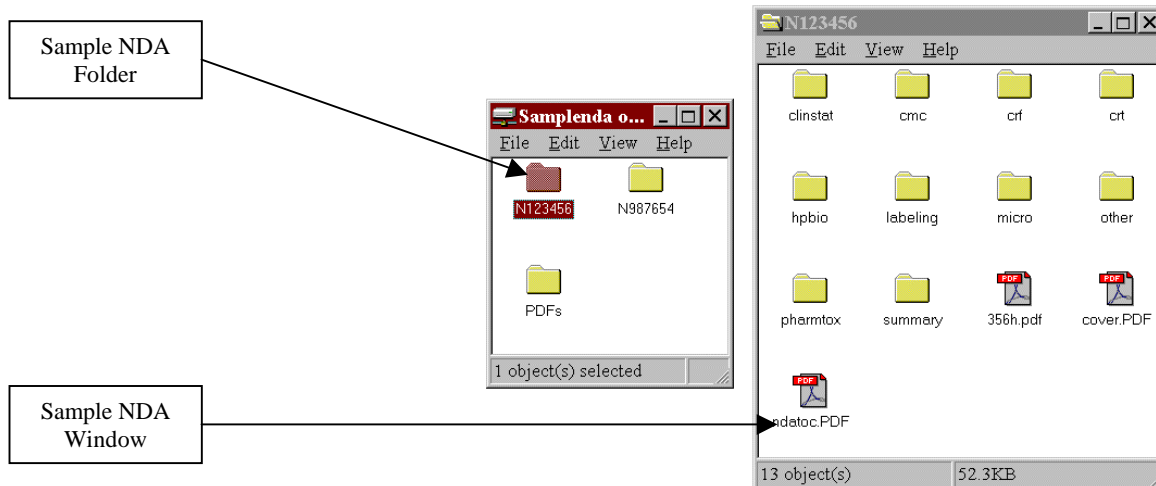 Sample NDA
Folder
Samplenda o...
File Edit View Help
N123456 N987654
PDFs
1 object(s) selected
N123456
File Edit View Help
clinstat cmc crf crt
hpbio labeling micro other
pharmtox summary 356h.pdf cover.PDF
ndatoc.PDF
13 object(s) 52.3KB
Sample NDA
Window